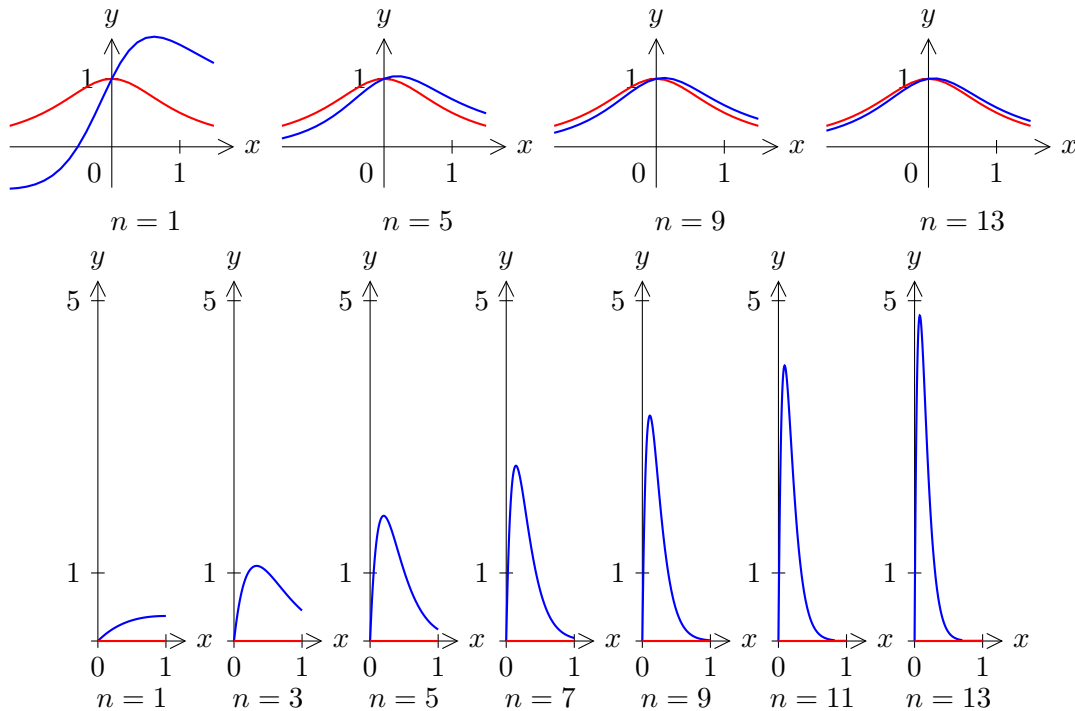 y y y y
1 1 1 1
x x x x
0 1 0 1 0 1 0 1
n = 1 n = 5 n = 9 n = 13
y y y y y y y
5 5 5 5 5 5 5
1 1 1 1 1 1 1
x x x x x x x
0 1 0 1 0 1 0 1 0 1 0 1 0 1
n = 1 n = 3 n = 5 n = 7 n = 9 n = 11 n = 13